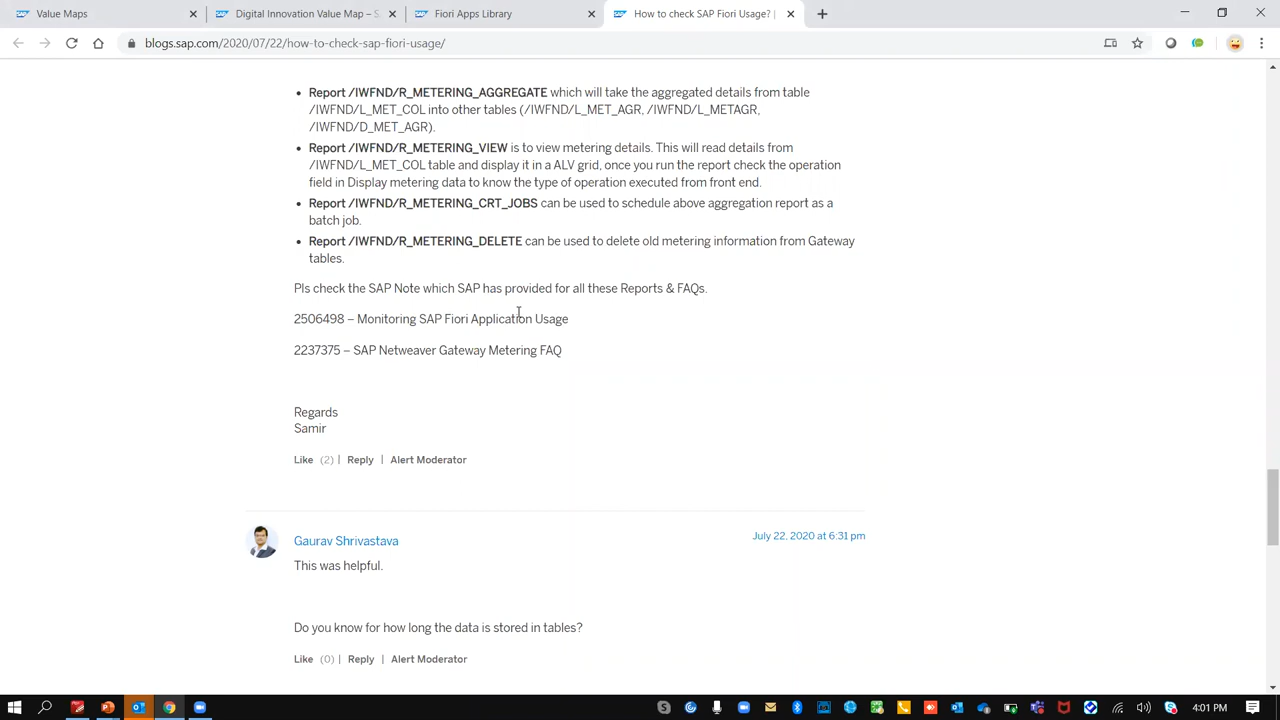 Value Maps
Digital Innovation Value Map – S
Fiori Apps Library
How to check SAP Fiori Usage? |
blogs.sap.com/2020/07/22/how-to-check-sap-fiori-usage/
• Report /IWFND/R_METERING_AGGREGATE which will take the aggregated details from table
/IWFND/L_MET_COL into other tables (/IWFND/L_MET_AGR, /IWFND/L_METAGR,
/IWFND/D_MET_AGR).
• Report /IWFND/R_METERING_VIEW is to view metering details. This will read details from
/IWFND/L_MET_COL table and display it in a ALV grid, once you run the report check the operation
field in Display metering data to know the type of operation executed from front end.
• Report /IWFND/R_METERING_CRT_JOBS can be used to schedule above aggregation report as a
batch job.
• Report /IWFND/R_METERING_DELETE can be used to delete old metering information from Gateway
tables.
Pls check the SAP Note which SAP has provided for all these Reports & FAQs.
2506498 – Monitoring SAP Fiori Application Usage
2237375 – SAP Netweaver Gateway Metering FAQ
Regards
Samir
Like (2) | Reply | Alert Moderator
Gaurav Shrivastava
July 22, 2020 at 6:31 pm
This was helpful.
Do you know for how long the data is stored in tables?
Like (0) | Reply | Alert Moderator
4:01 PM